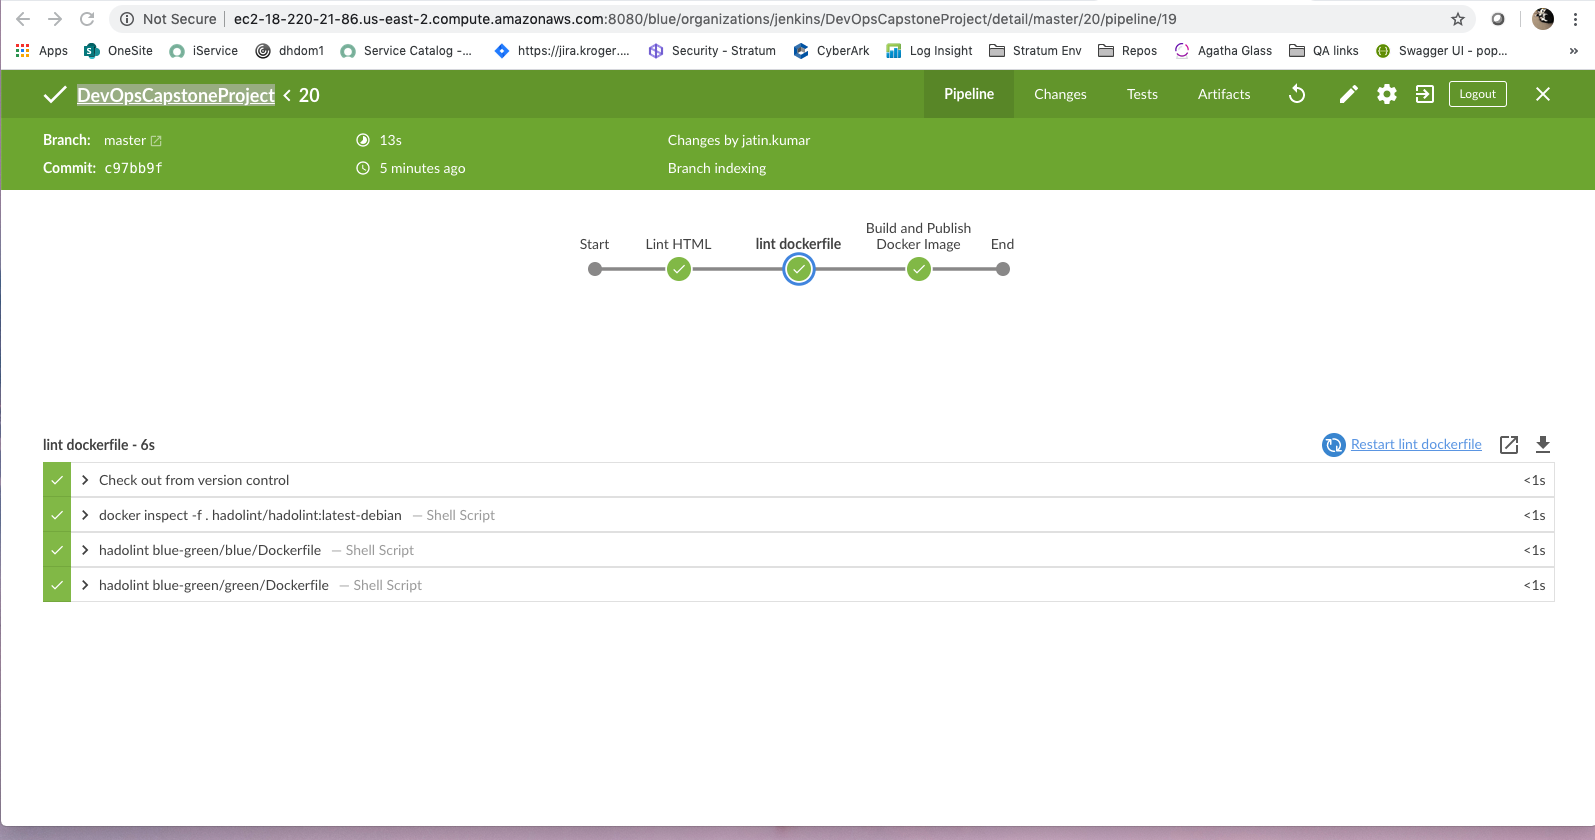 Not Secure | ec2-18-220-21-86.us-east-2.compute.amazonaws.com:8080/blue/organizations/jenkins/DevOpsCapstoneProject/detail/master/20/pipeline/19
Apps OneSite iService dhdom1 Service Catalog -... https://jira.kroger.... Security - Stratum CyberArk Log Insight Stratum Env Repos Agatha Glass QA links Swagger UI - pop... »
DevOpsCapstoneProject < 20 Pipeline Changes Tests Artifacts Logout
Branch: master 13s Changes by jatin.kumar
Commit: c97bb9f 5 minutes ago Branch indexing
Build and Publish
Start Lint HTML lint dockerfile Docker Image End
lint dockerfile - 6s Restart lint dockerfile
Check out from version control <1s
docker inspect -f . hadolint/hadolint:latest-debian — Shell Script <1s
hadolint blue-green/blue/Dockerfile — Shell Script <1s
hadolint blue-green/green/Dockerfile — Shell Script <1s